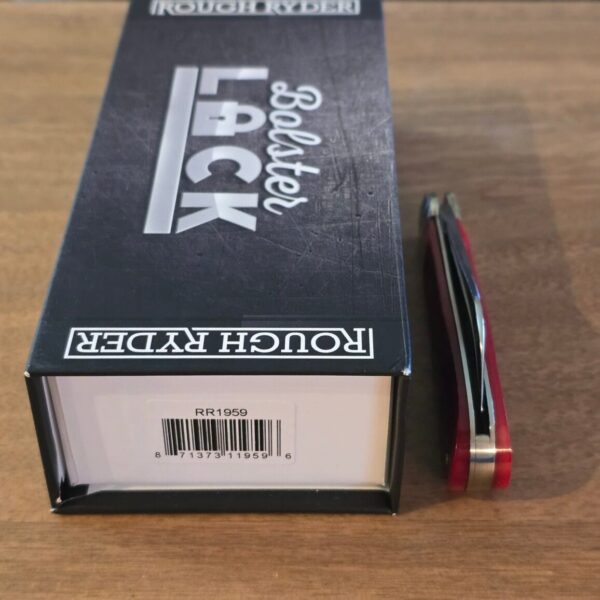 ROUGH RYDER
Bolster
LOCK
ROUGH RYDER
RR1959
8 71373 11959 6